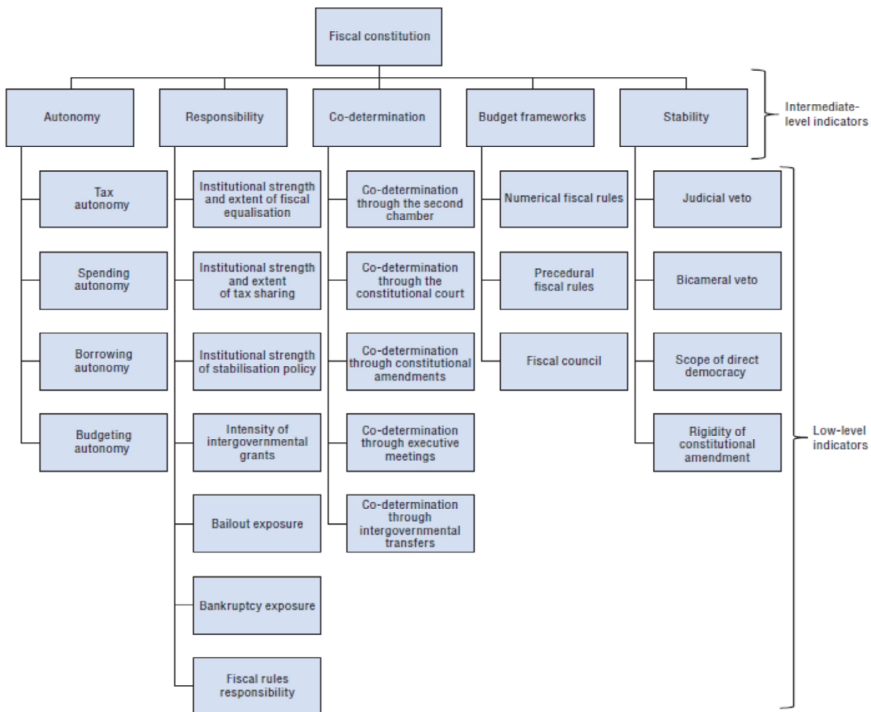 Fiscal constitution
Autonomy
Responsibility
Co-determination
Budget frameworks
Stability
Intermediate-
level indicators
Tax
autonomy
Spending
autonomy
Borrowing
autonomy
Budgeting
autonomy
Institutional strength
and extent of fiscal
equalisation
Institutional strength
and extent
of tax sharing
Institutional strength
of stabilisation policy
Intensity of
intergovernmental
grants
Bailout exposure
Bankruptcy exposure
Fiscal rules
responsibility
Co-determination
through the second
chamber
Co-determination
through the
constitutional court
Co-determination
through constitutional
amendments
Co-determination
through executive
meetings
Co-determination
through
intergovernmental
transfers
Numerical fiscal rules
Precedural
fiscal rules
Fiscal council
Judicial veto
Bicameral veto
Scope of direct
democracy
Rigidity of
constitutional
amendment
Low-level
indicators